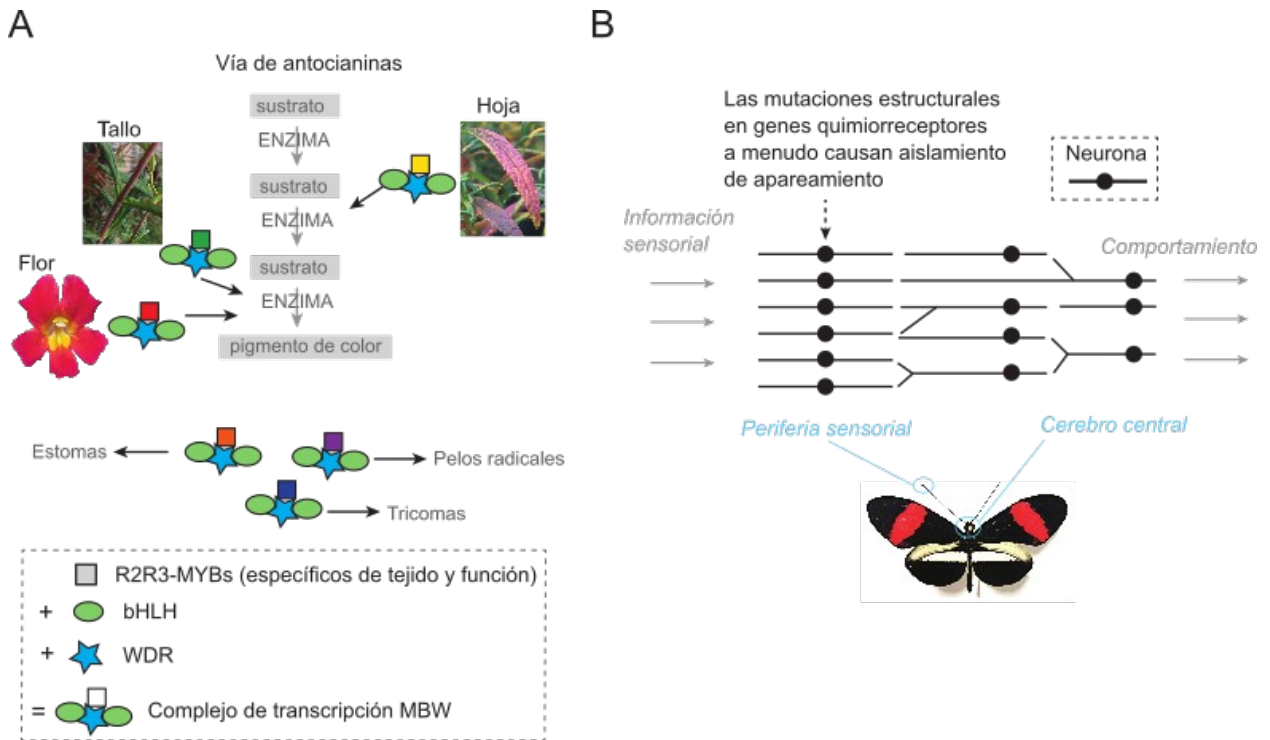 A
Vía de antocianinas
sustrato
ENZIMA
sustrato
ENZIMA
sustrato
ENZIMA
pigmento de color
Tallo
Hoja
Flor
Estomas
Pelos radicales
Tricomas
R2R3-MYBs (específicos de tejido y función)
+ bHLH
+ WDR
= Complejo de transcripción MBW
B
Las mutaciones estructurales
en genes quimiorreceptores
a menudo causan aislamiento
de apareamiento
Neurona
Información
sensorial
Comportamiento
Periferia sensorial
Cerebro central